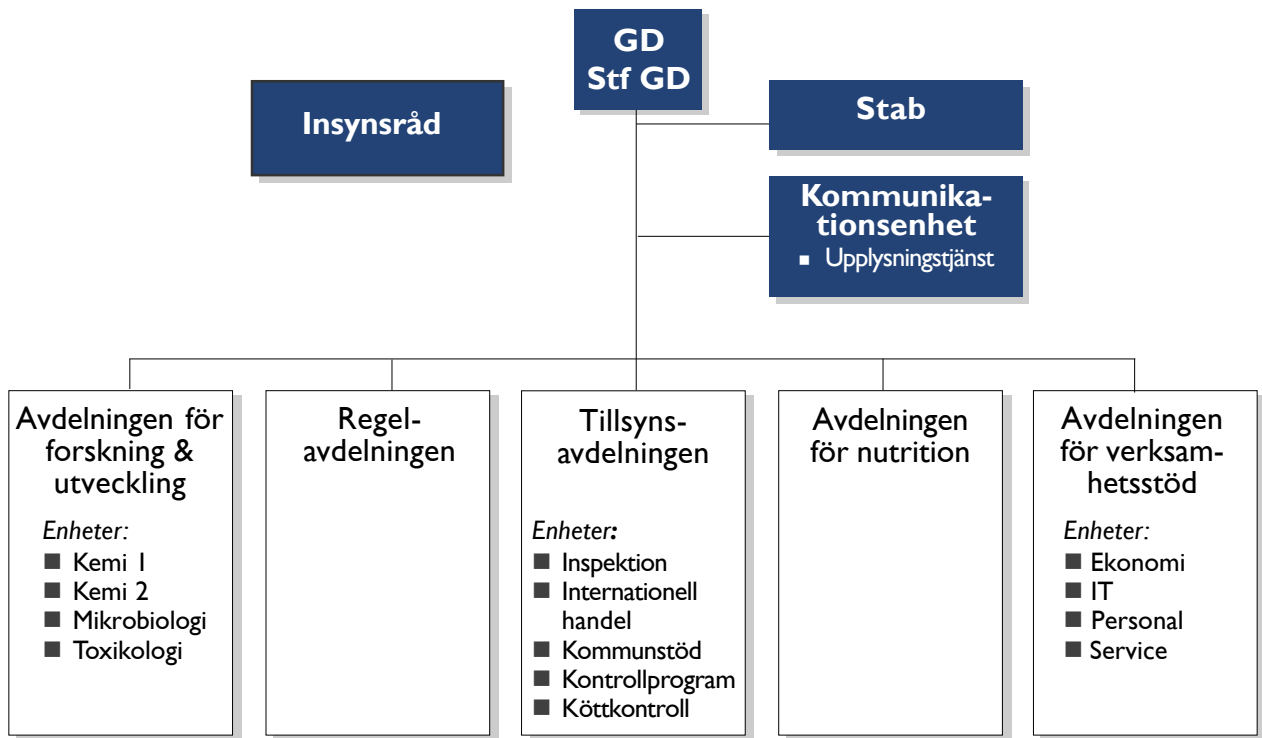 GD
Stf GD
Insynsråd
Stab
Kommunika-
tionsenhet
▪ Upplysningstjänst
Avdelningen för
forskning &
utveckling
Enheter:
■ Kemi 1
■ Kemi 2
■ Mikrobiologi
■ Toxikologi
Regel-
avdelningen
Tillsyns-
avdelningen
Enheter:
■ Inspektion
■ Internationell
handel
■ Kommunstöd
■ Kontrollprogram
■ Köttkontroll
Avdelningen
för nutrition
Avdelningen
för verksam-
hetsstöd
Enheter:
■ Ekonomi
■ IT
■ Personal
■ Service